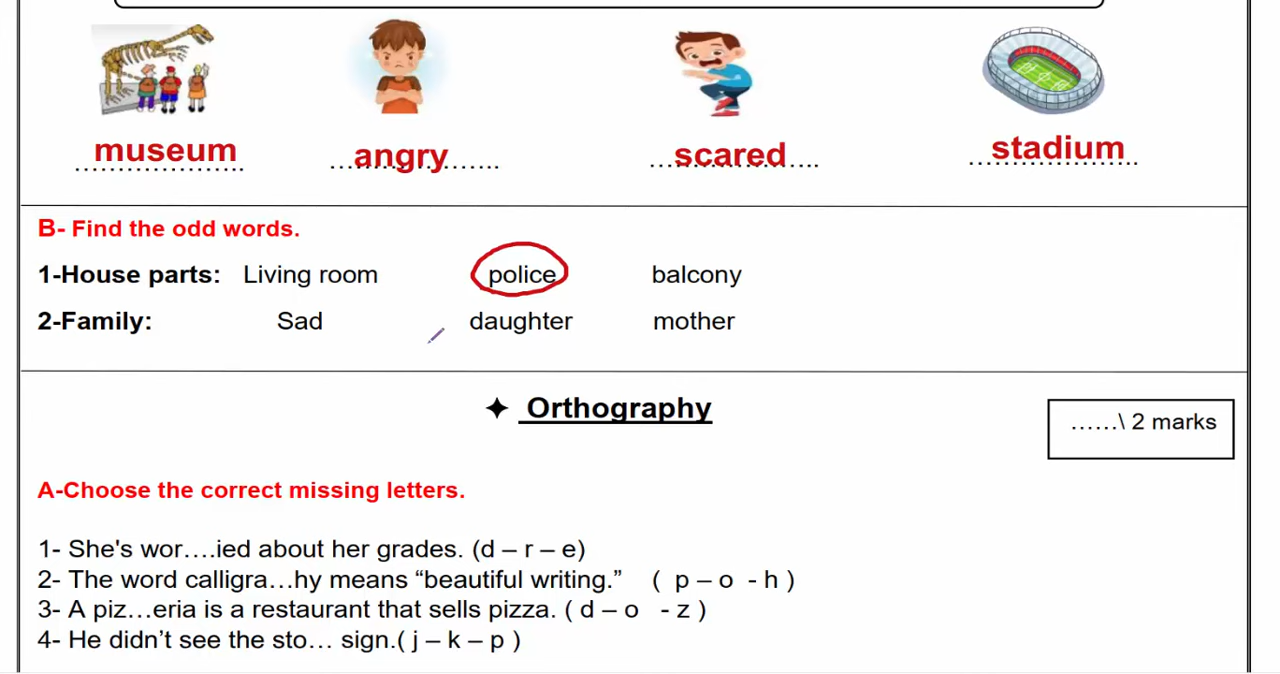 museum angry scared stadium
B- Find the odd words.
1-House parts: Living room police balcony
2-Family: Sad daughter mother
✦ Orthography
……\ 2 marks
A-Choose the correct missing letters.
1- She's wor….ied about her grades. (d – r – e)
2- The word calligra…hy means “beautiful writing.” ( p – o - h )
3- A piz…eria is a restaurant that sells pizza. ( d – o - z )
4- He didn’t see the sto… sign.( j – k – p )